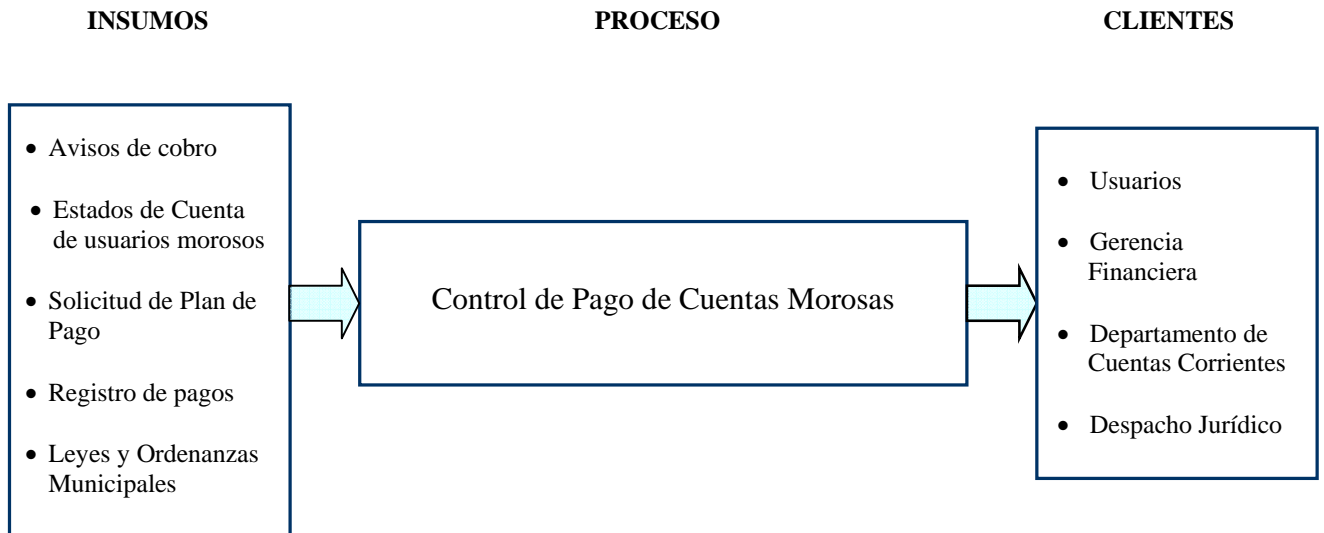 INSUMOS
PROCESO
CLIENTES
• Avisos de cobro
• Estados de Cuenta
de usuarios morosos
• Solicitud de Plan de
Pago
• Registro de pagos
• Leyes y Ordenanzas
Municipales
Control de Pago de Cuentas Morosas
• Usuarios
• Gerencia
Financiera
• Departamento de
Cuentas Corrientes
• Despacho Jurídico